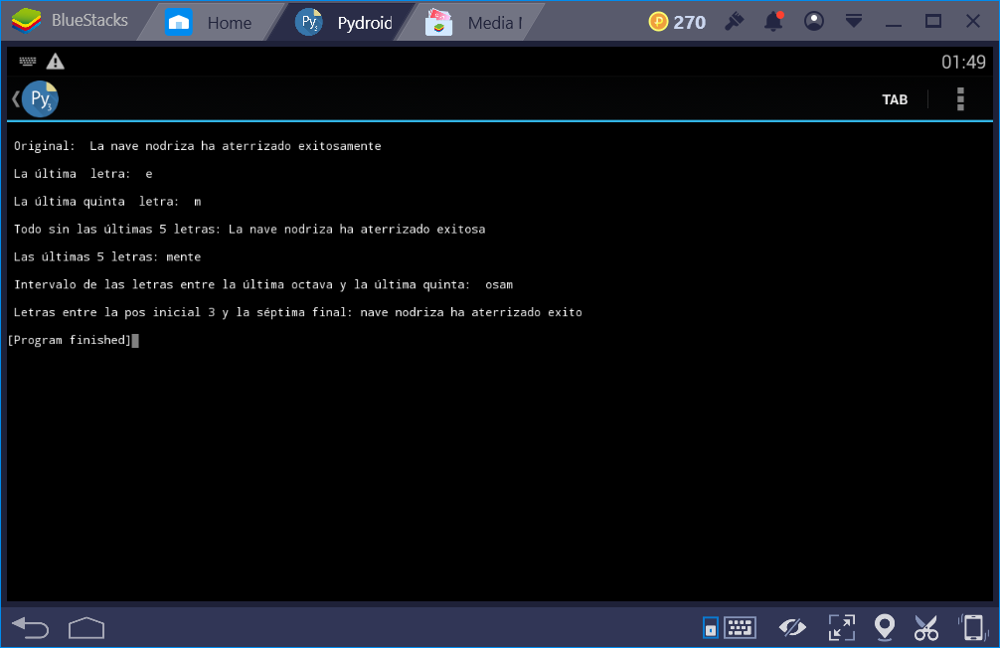 BlueStacks Home Pydroid Media 270
01:49
Py3 TAB
Original:  La nave nodriza ha aterrizado exitosamente
La última  letra:  e
La última quinta  letra:  m
Todo sin las últimas 5 letras: La nave nodriza ha aterrizado exitosa
Las últimas 5 letras: mente
Intervalo de las letras entre la última octava y la última quinta:  osam
Letras entre la pos inicial 3 y la séptima final: nave nodriza ha aterrizado exito
[Program finished]